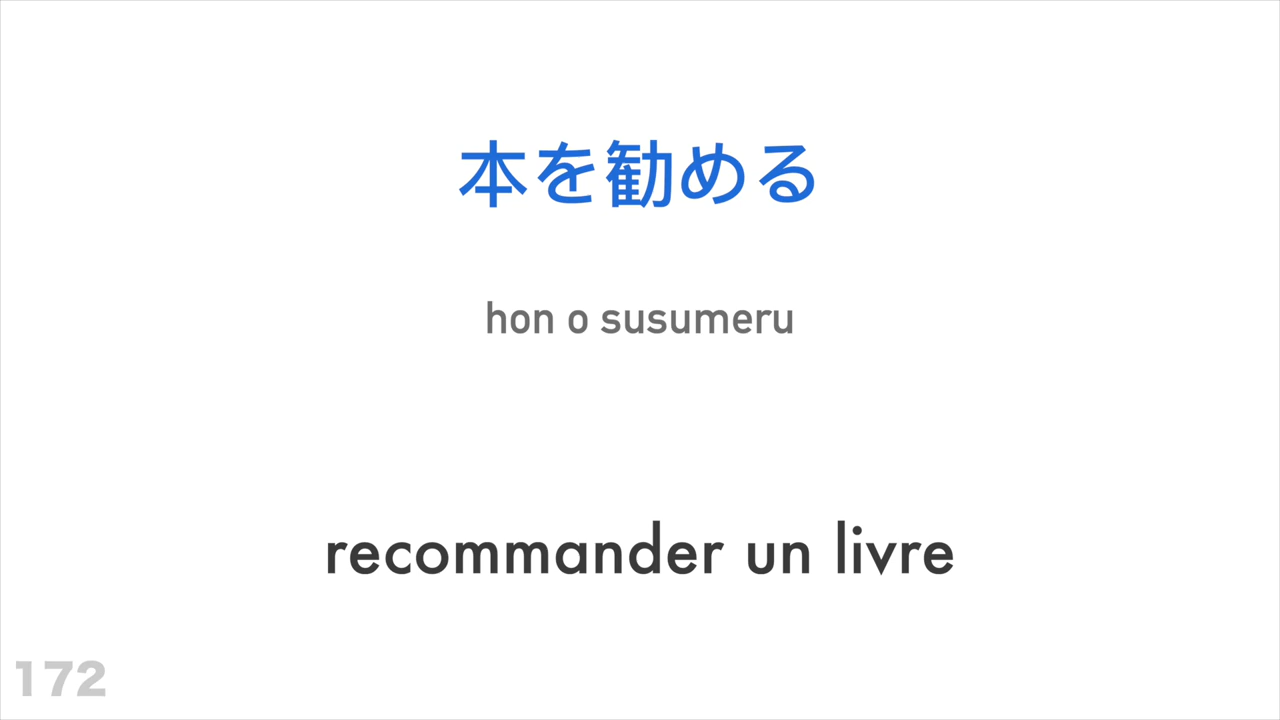 本を勧める
hon o susumeru
recommander un livre
172